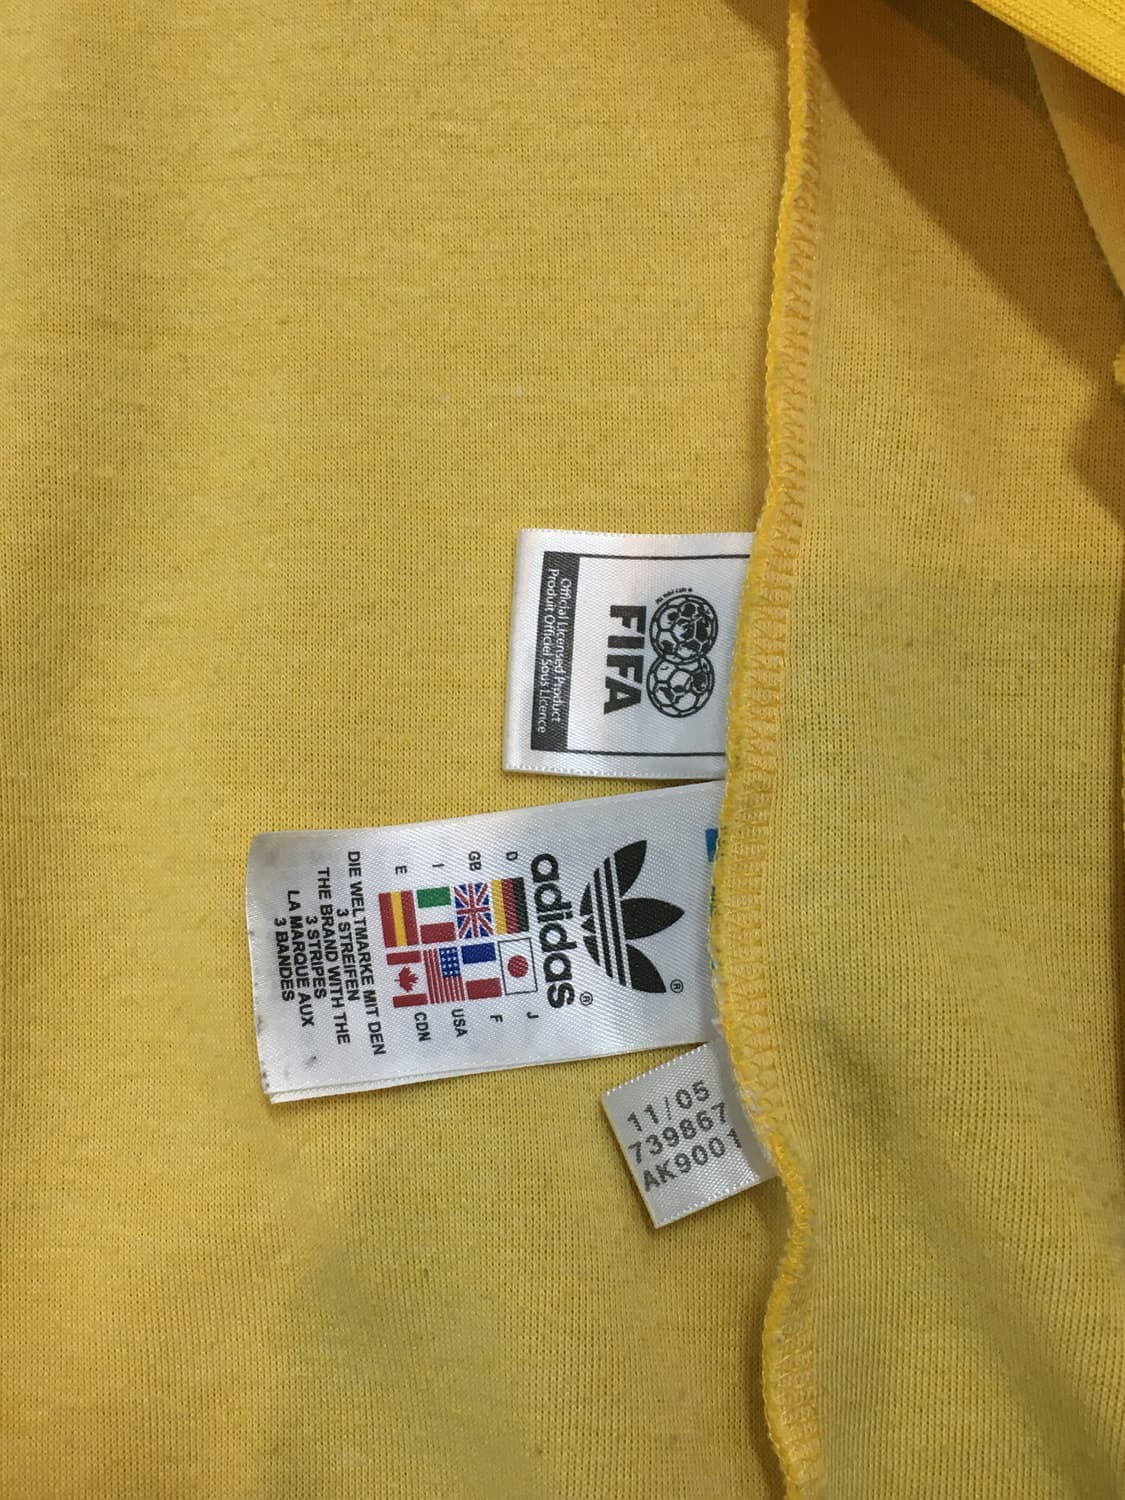 FIFA
Official Licensed Product
Produit Officiel Sous Licence
®
adidas®
D
J
GB
F
I
USA
E
CDN
DIE WELTMARKE MIT DEN
3 STREIFEN
THE BRAND WITH THE
3 STRIPES
LA MARQUE AUX
3 BANDES
11/05
739867
AK9001